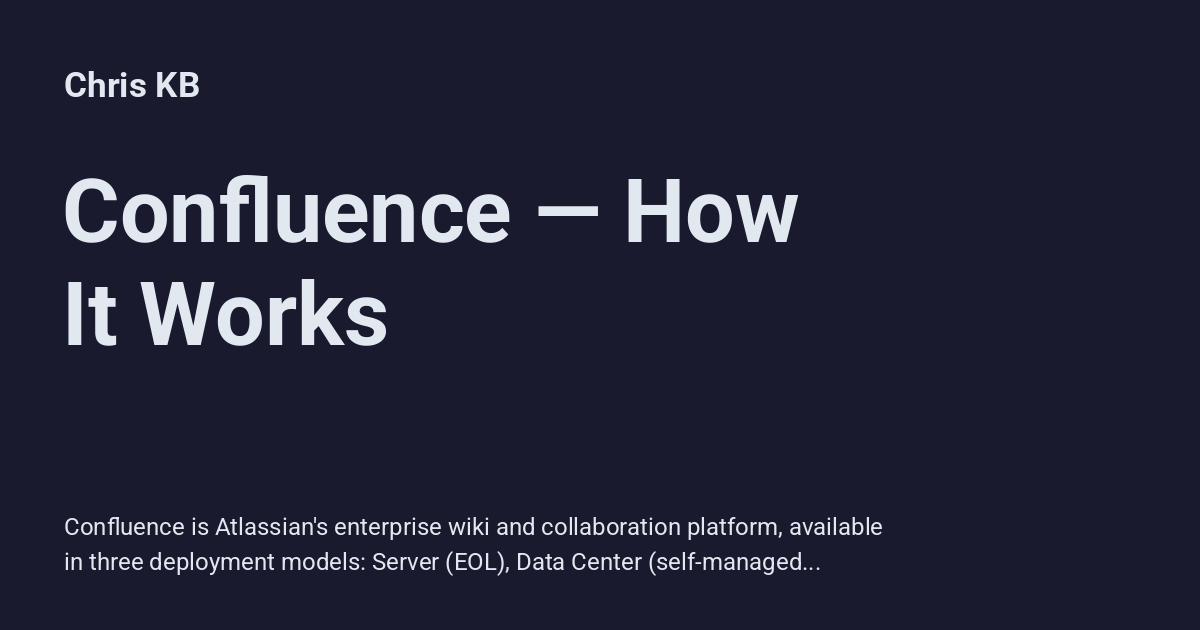 Chris KB
Confluence — How
It Works
Confluence is Atlassian's enterprise wiki and collaboration platform, available
in three deployment models: Server (EOL), Data Center (self-managed...